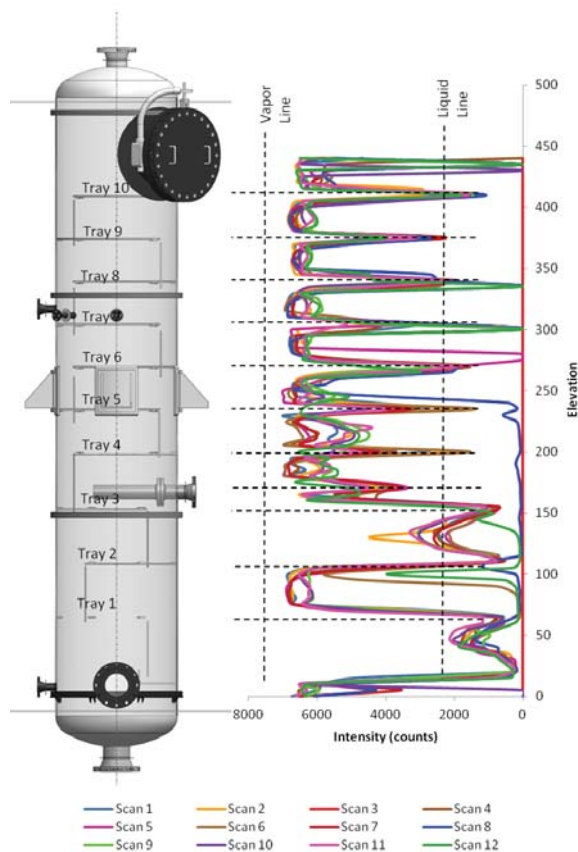 Vapor
Line
Liquid
Line
500
450
400
350
300
250
200
150
100
50
0
Elevation
Tray 10
Tray 9
Tray 8
Tray
Tray 6
Tray 5
Tray 4
Tray 3
Tray 2
Tray 1
8000 6000 4000 2000 0
Intensity (counts)
Scan 1 Scan 2 Scan 3 Scan 4
Scan 5 Scan 6 Scan 7 Scan 8
Scan 9 Scan 10 Scan 11 Scan 12